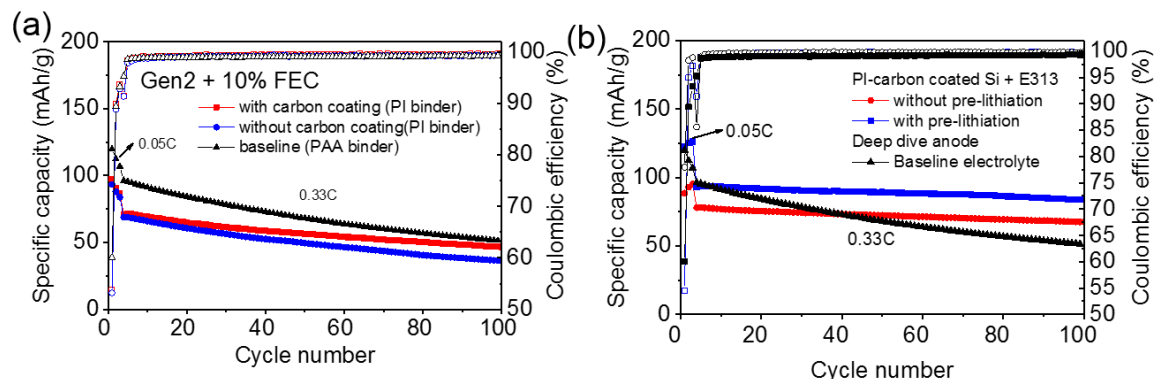 (a)
Specific capacity (mAh/g)
200
150
100
50
0
Gen2 + 10% FEC
with carbon coating (PI binder)
without carbon coating(PI binder)
baseline (PAA binder)
0.05C
0.33C
100
95
90
85
80
75
70
65
60
55
50
Coulombic efficiency (%)
0 20 40 60 80 100
Cycle number
(b)
Specific capacity (mAh/g)
200
150
100
50
0
PI-carbon coated Si + E313
without pre-lithiation
with pre-lithiation
Deep dive anode
Baseline electrolyte
0.05C
0.33C
100
95
90
85
80
75
70
65
60
55
50
Coulombic efficiency (%)
0 20 40 60 80 100
Cycle number